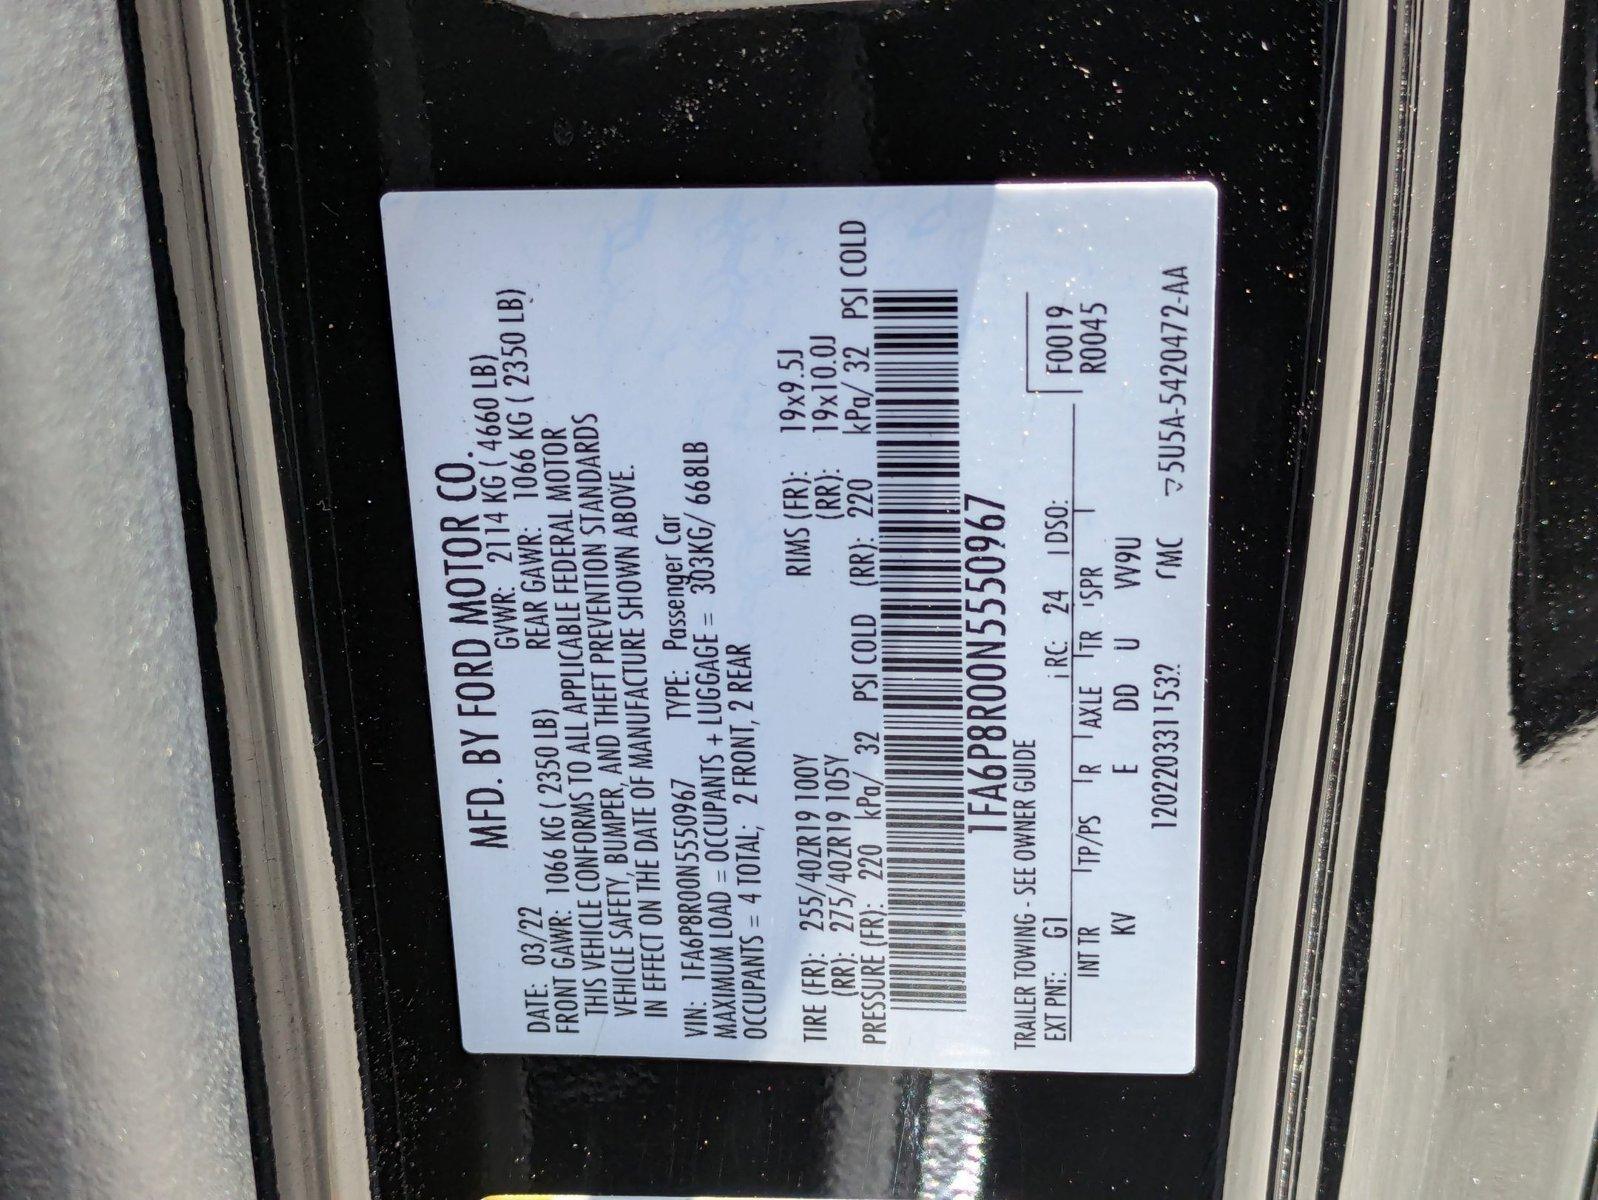 MFD. BY FORD MOTOR CO.
DATE: 03/22 GVWR: 2114 KG ( 4660 LB)
FRONT GAWR: 1066 KG ( 2350 LB) REAR GAWR: 1066 KG ( 2350 LB)
THIS VEHICLE CONFORMS TO ALL APPLICABLE FEDERAL MOTOR
VEHICLE SAFETY, BUMPER, AND THEFT PREVENTION STANDARDS
IN EFFECT ON THE DATE OF MANUFACTURE SHOWN ABOVE.
VIN: 1FA6P8R00N5550967 TYPE: Passenger Car
MAXIMUM LOAD = OCCUPANTS + LUGGAGE = 303KG/ 668LB
OCCUPANTS = 4 TOTAL; 2 FRONT, 2 REAR
TIRE (FR): 255/40ZR19 100Y RIMS (FR): 19x9.5J
(RR): 275/40ZR19 105Y (RR): 19x10.0J
PRESSURE (FR): 220 kPa/ 32 PSI COLD (RR): 220 kPa/ 32 PSI COLD
1FA6P8R00N5550967
TRAILER TOWING - SEE OWNER GUIDE
EXT PNT: G1 RC: 24 DSO: F0019
INT TR TP/PS R AXLE TR SPR R0045
KV E DD U VV9U
MC 5U5A-5420472-AA